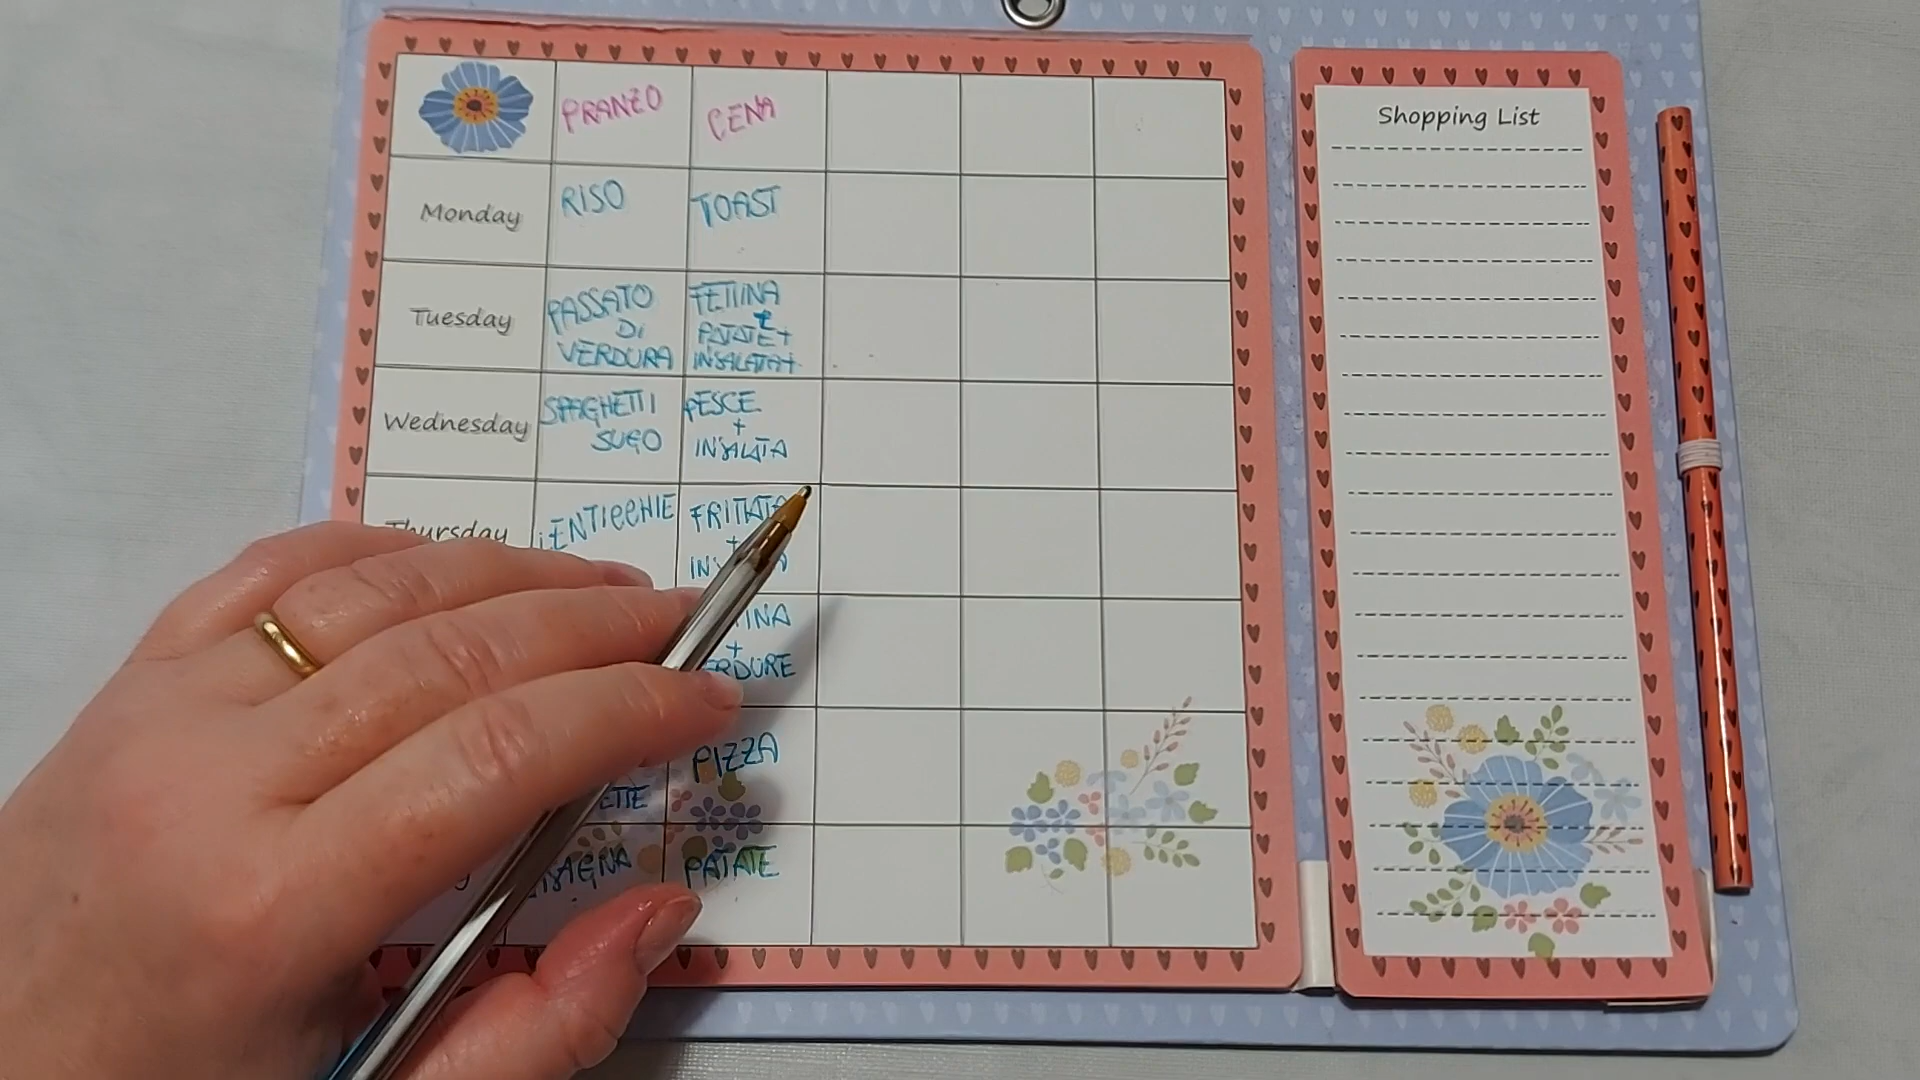 PRANZO CENA
Shopping List
Monday RISO TOAST
Tuesday
PASSATO
DI
VERDURA
FETTINA
E
PATATE+
INSALATA+
Wednesday
SPAGHETTI
SUGO
PESCE
+
INSALATA
Thursday
LENTICCHIE
FRITTATA
+
PIZZA
PATATE